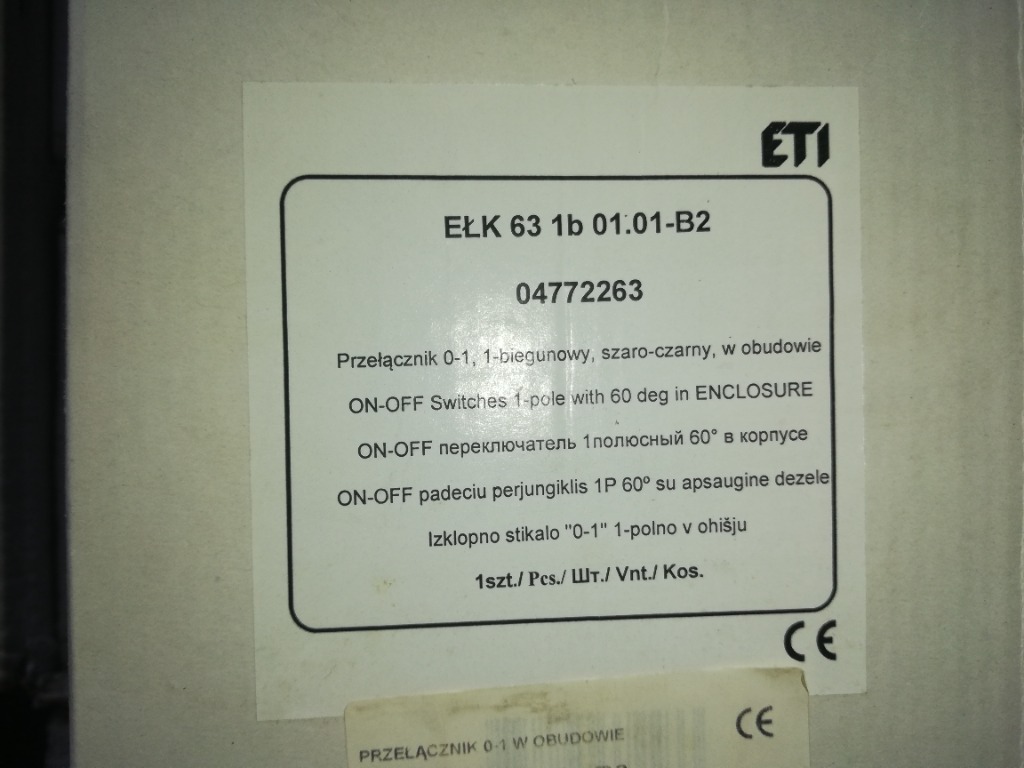 ETI
EŁK 63 1b 01.01-B2
04772263
Przełącznik 0-1, 1-biegunowy, szaro-czarny, w obudowie
ON-OFF Switches 1-pole with 60 deg in ENCLOSURE
ON-OFF переключатель 1полюсный 60° в корпусе
ON-OFF padeciu perjungiklis 1P 60º su apsaugine dezele
Izklopno stikalo "0-1" 1-polno v ohišju
1szt./ Pcs./ Шт./ Vnt./ Kos.
CE
CE
PRZEŁĄCZNIK 0-1 W OBUDOWIE